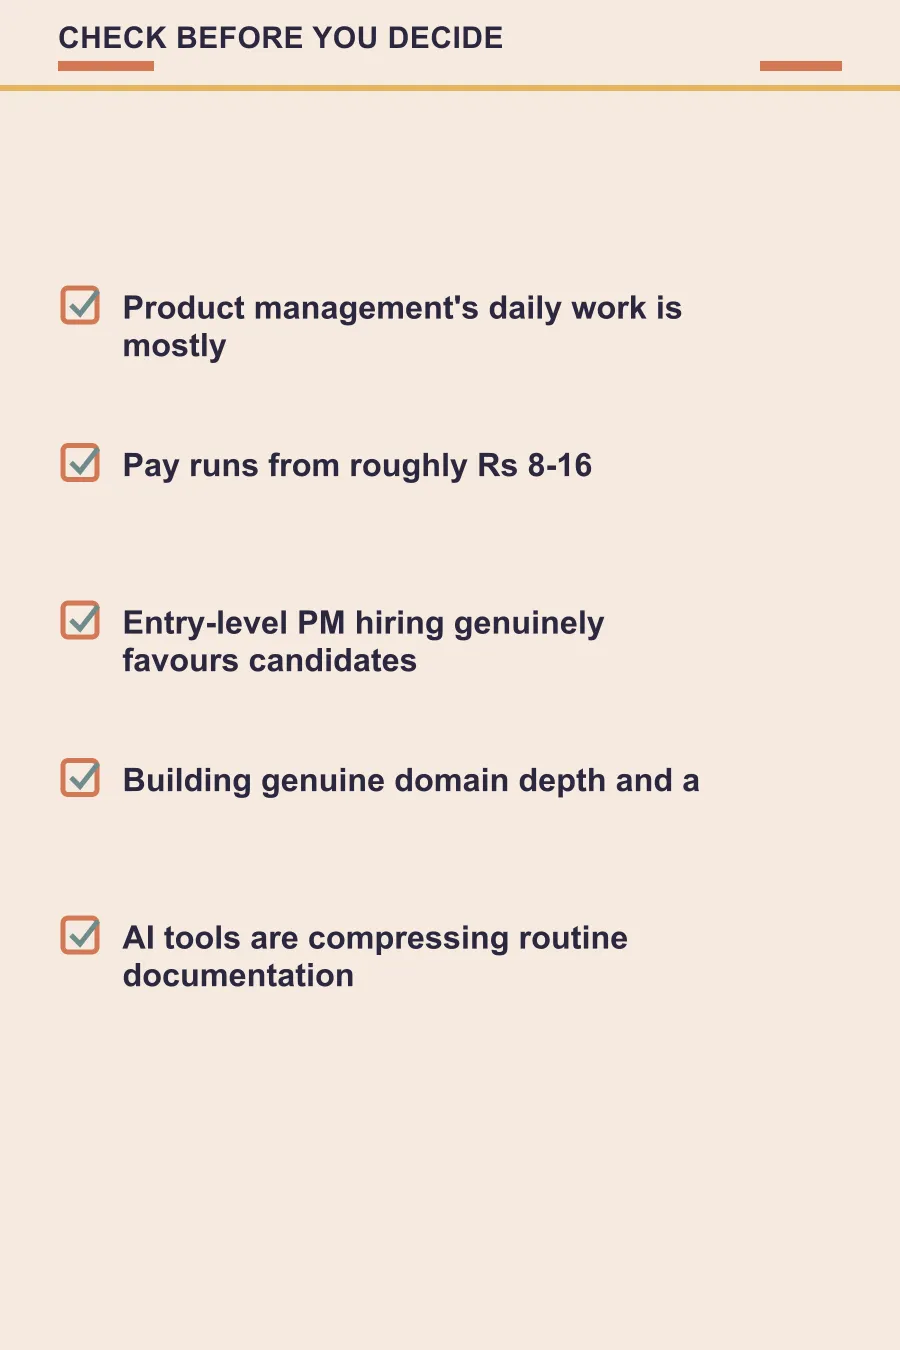 CHECK BEFORE YOU DECIDE
Product management's daily work is
mostly
Pay runs from roughly Rs 8-16
Entry-level PM hiring genuinely
favours candidates
Building genuine domain depth and a
AI tools are compressing routine
documentation